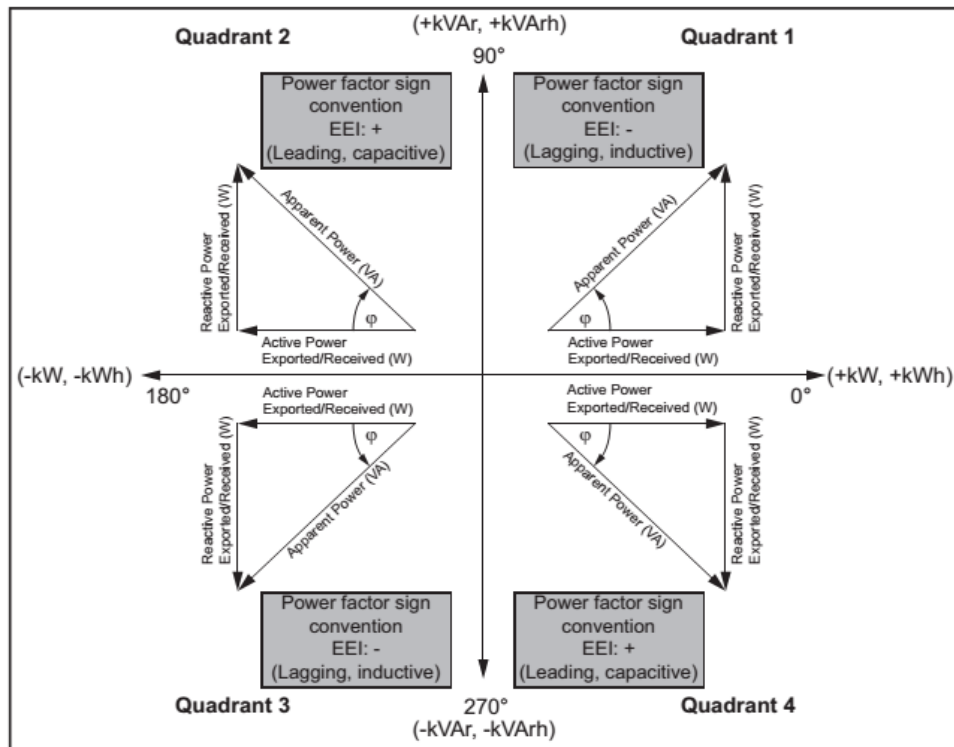 (+kVAr, +kVArh)
Quadrant 2
Quadrant 1
90°
Power factor sign
convention
EEI: +
(Leading, capacitive)
Power factor sign
convention
EEI: -
(Lagging, inductive)
Reactive Power
Exported/Received (W)
Apparent Power (VA)
φ
Active Power
Exported/Received (W)
Apparent Power (VA)
φ
Active Power
Exported/Received (W)
Reactive Power
Exported/Received (W)
(-kW, -kWh)
180°
(+kW, +kWh)
0°
Active Power
Exported/Received (W)
φ
Reactive Power
Exported/Received (W)
Apparent Power (VA)
Active Power
Exported/Received (W)
φ
Apparent Power (VA)
Reactive Power
Exported/Received (W)
Power factor sign
convention
EEI: -
(Lagging, inductive)
Power factor sign
convention
EEI: +
(Leading, capacitive)
Quadrant 3
270°
Quadrant 4
(-kVAr, -kVArh)